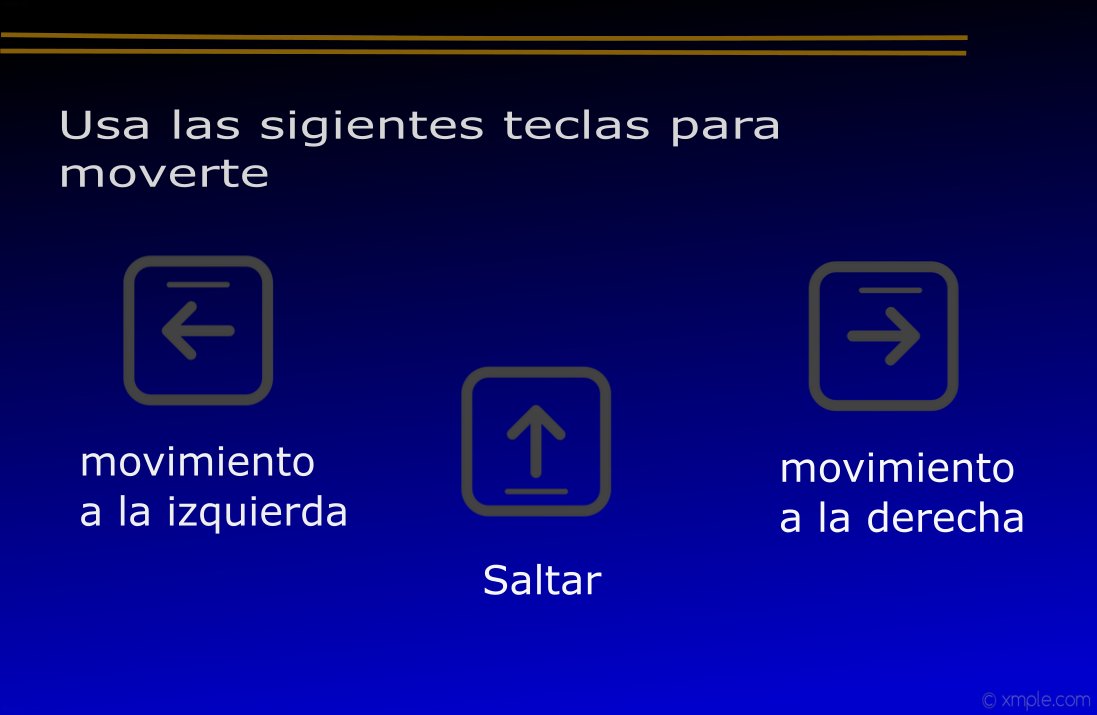 Usa las sigientes teclas para
moverte
movimiento
a la izquierda
Saltar
movimiento
a la derecha
© xmple.com